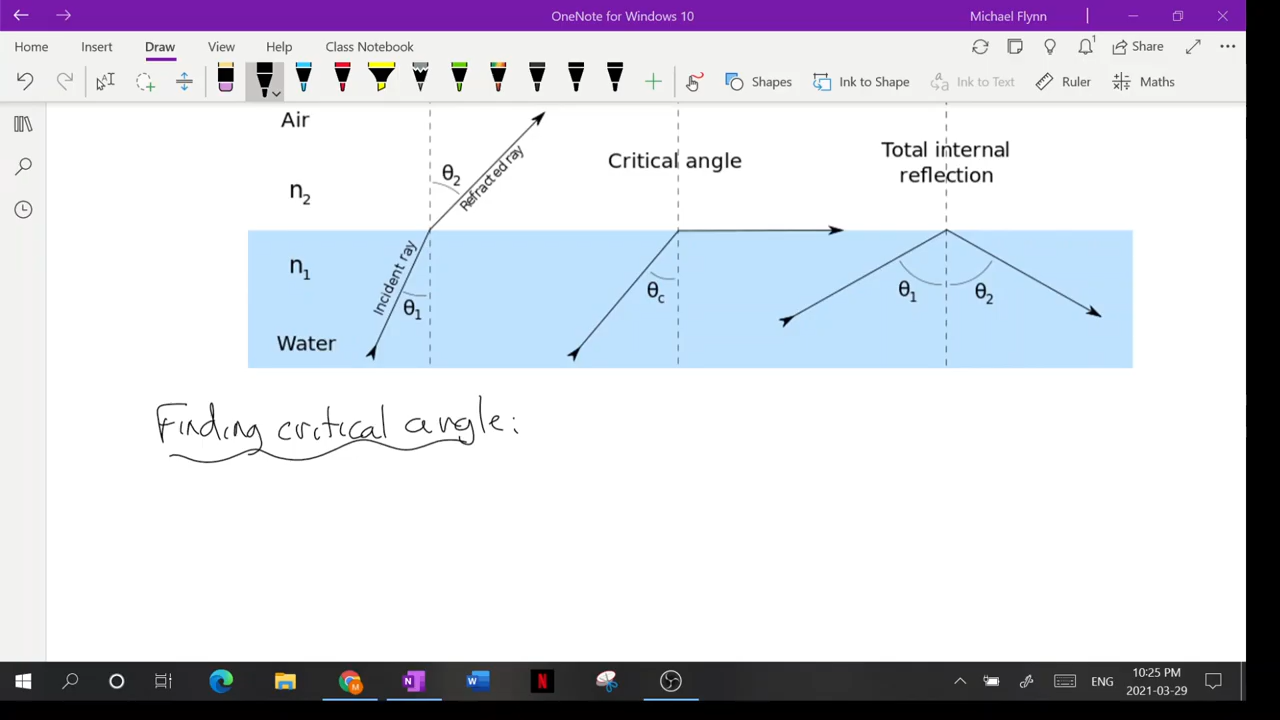 OneNote for Windows 10
Michael Flynn
Home Insert Draw View Help Class Notebook
1
Share
Shapes Ink to Shape Ink to Text Ruler Maths
Air
θ2
Refracted ray
Critical angle
Total internal
reflection
n2
n1
Incident ray
θ1
θc
θ1 θ2
Water
Finding critical angle:
ENG
10:25 PM
2021-03-29